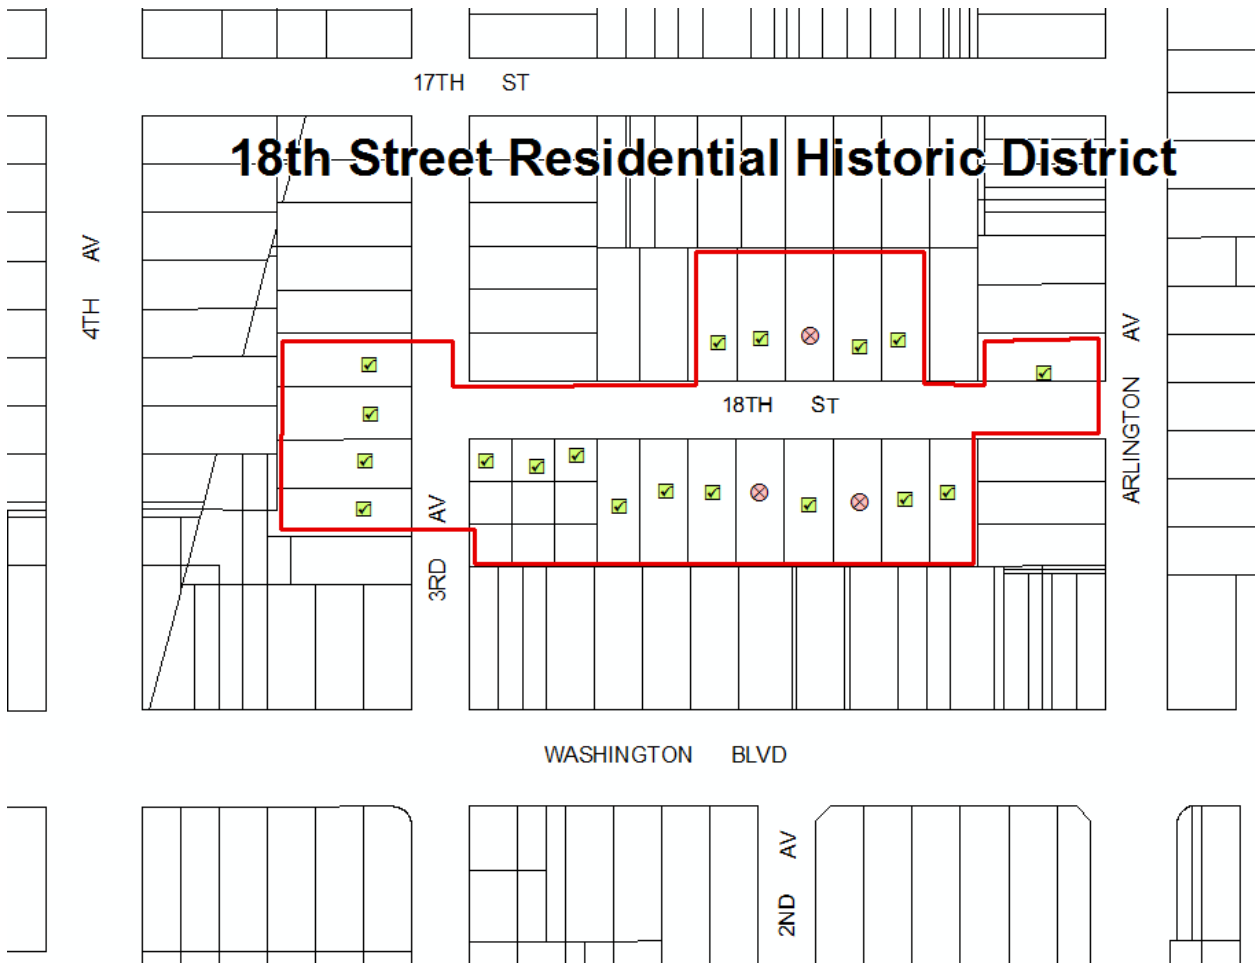 17TH ST
18th Street Residential Historic District
4TH AV
ARLINGTON AV
18TH ST
3RD AV
WASHINGTON BLVD
2ND AV